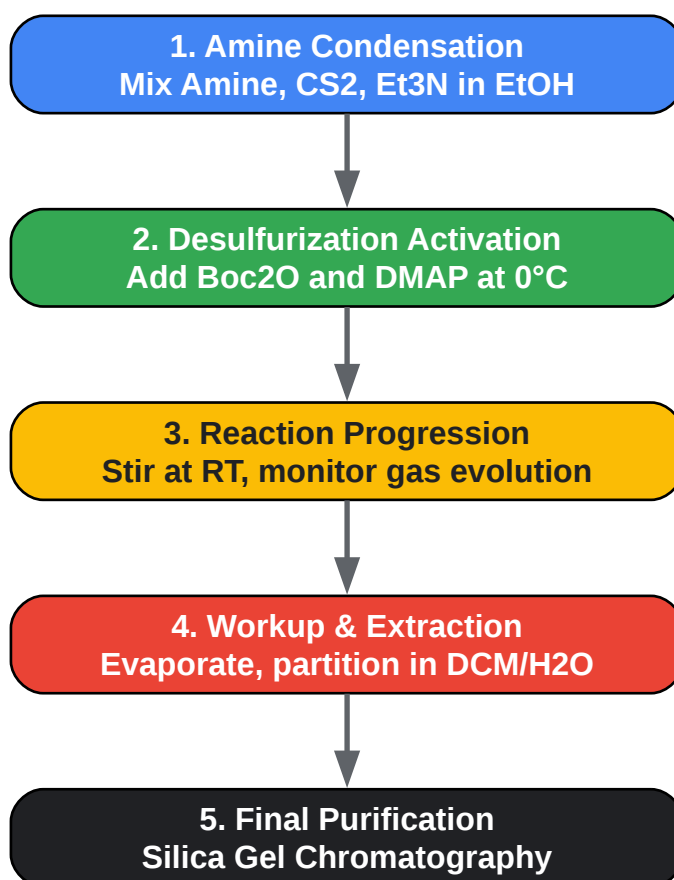 1. Amine Condensation
Mix Amine, CS2, Et3N in EtOH
2. Desulfurization Activation
Add Boc2O and DMAP at 0°C
3. Reaction Progression
Stir at RT, monitor gas evolution
4. Workup & Extraction
Evaporate, partition in DCM/H2O
5. Final Purification
Silica Gel Chromatography